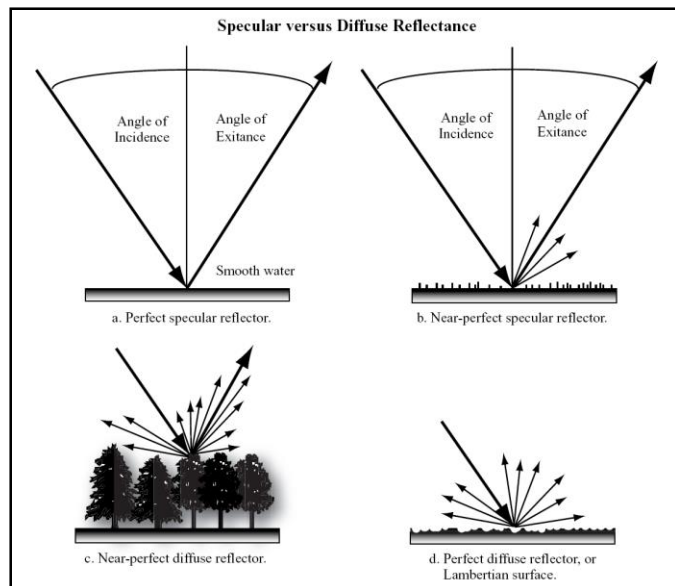 Specular versus Diffuse Reflectance
Angle of
Incidence
Angle of
Exitance
Smooth water
a. Perfect specular reflector.
Angle of
Incidence
Angle of
Exitance
b. Near-perfect specular reflector.
c. Near-perfect diffuse reflector.
d. Perfect diffuse reflector, or
Lambertian surface.